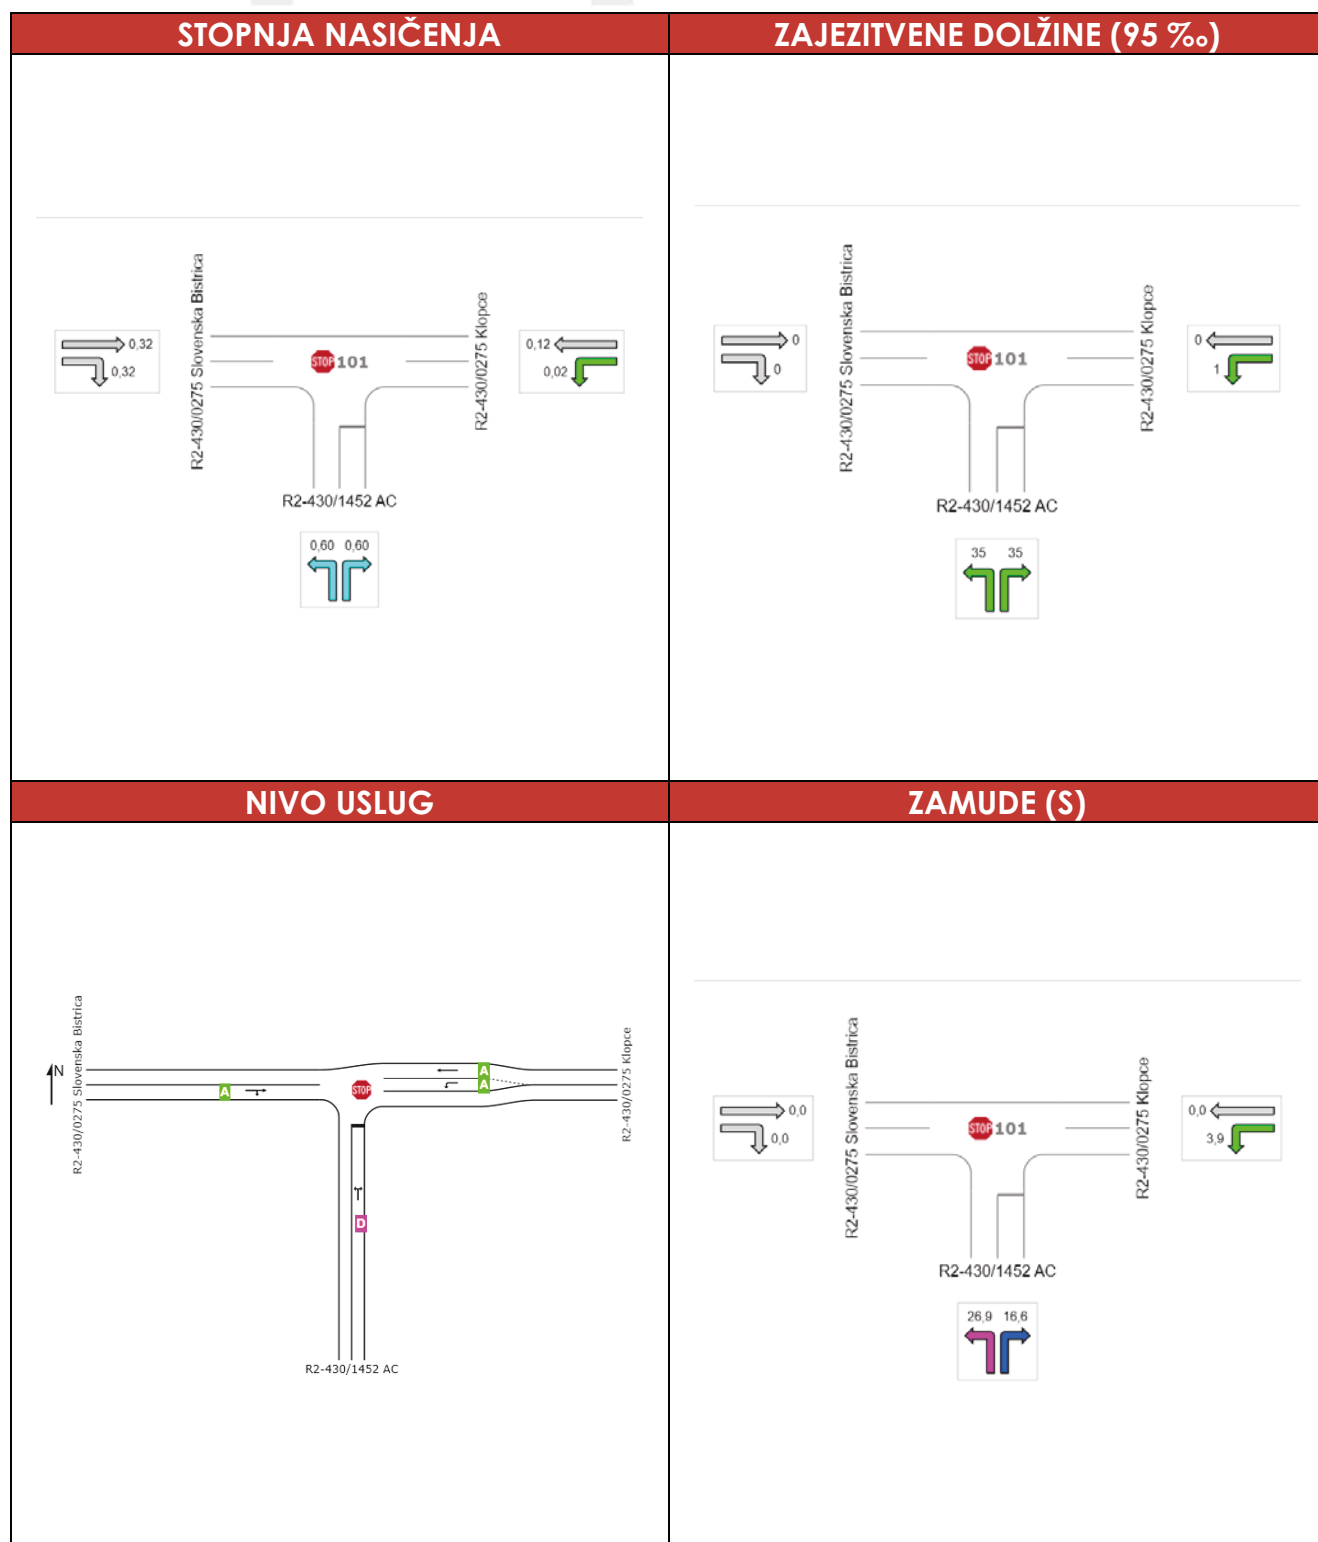 STOPNJA NASIČENJA
R2-430/0275 Slovenska Bistrica
R2-430/0275 Klopce
0,32
0,32
STOP 101
0,12
0,02
R2-430/1452 AC
0,60 0,60
ZAJEZITVENE DOLŽINE (95 ‰)
R2-430/0275 Slovenska Bistrica
R2-430/0275 Klopce
0
0
STOP 101
0
1
R2-430/1452 AC
35 35
NIVO USLUG
R2-430/0275 Slovenska Bistrica
R2-430/0275 Klopce
N
A
STOP
A
A
D
R2-430/1452 AC
ZAMUDE (S)
R2-430/0275 Slovenska Bistrica
R2-430/0275 Klopce
0,0
0,0
STOP 101
0,0
3,9
R2-430/1452 AC
26,9 16,6